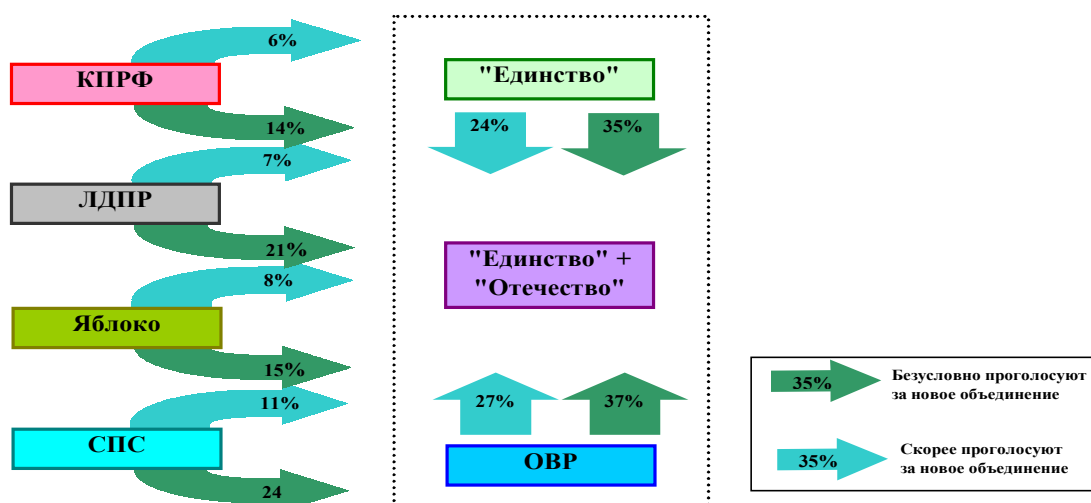 6%
КПРФ
14%
7%
ЛДПР
21%
8%
Яблоко
15%
11%
СПС
24
"Единство"
24%
35%
"Единство" +
"Отечество"
27%
37%
ОВР
35%
Безусловно проголосуют
за новое объединение
35%
Скорее проголосуют
за новое объединение